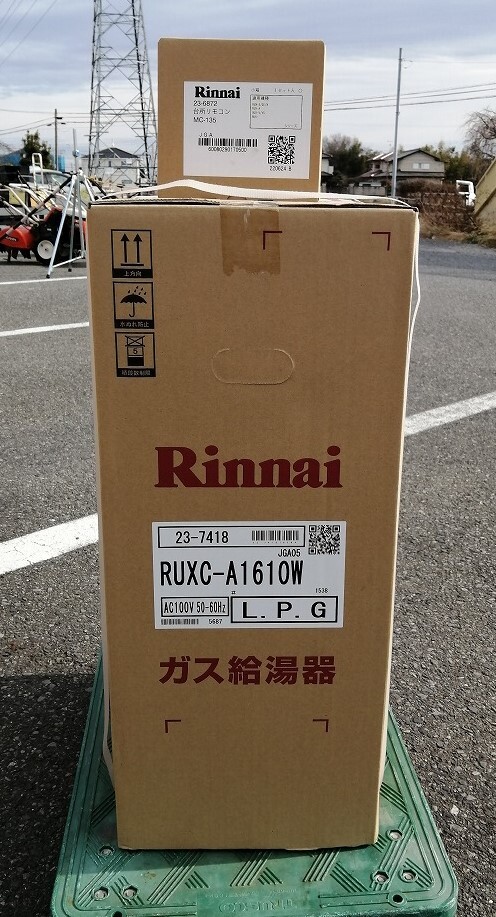 Rinnai
23-6872
台所リモコン
MC-135
JGA
220624 8
上方向
水ぬれ防止
5
積段数制限
Rinnai
23-7418
JGA05
RUXC-A1610W
1538
AC100V 50-60Hz
L.P.G
5687
ガス給湯器